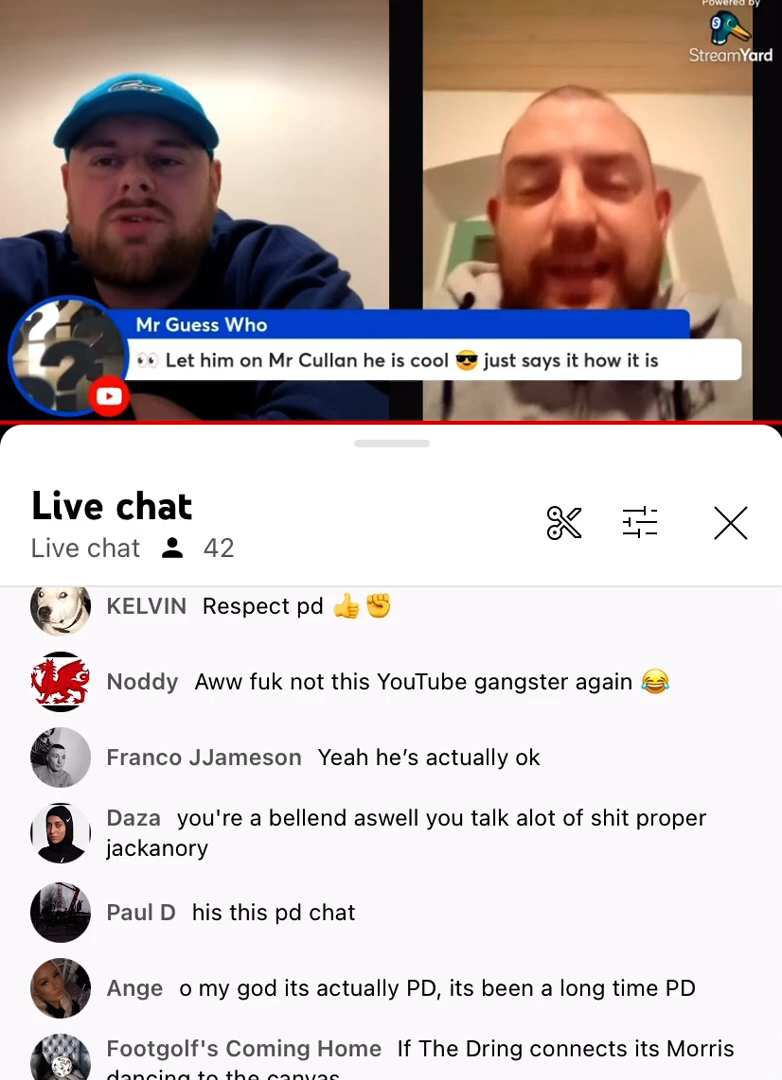 Powered by
StreamYard
Mr Guess Who
👀 Let him on Mr Cullan he is cool 😎 just says it how it is
Live chat
Live chat 42
KELVIN Respect pd 👍✊
Noddy Aww fuk not this YouTube gangster again 😂
Franco JJameson Yeah he’s actually ok
Daza you're a bellend aswell you talk alot of shit proper
jackanory
Paul D his this pd chat
Ange o my god its actually PD, its been a long time PD
Footgolf's Coming Home If The Dring connects its Morris
dancing to the canvas